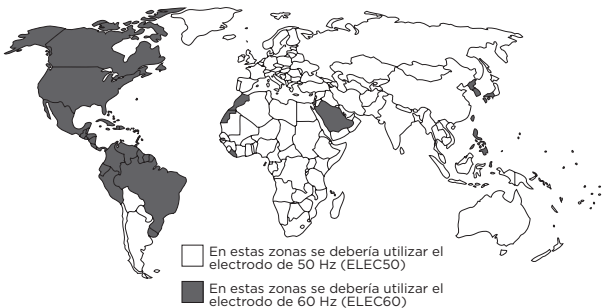 En estas zonas se debería utilizar el
electrodo de 50 Hz (ELEC50)
En estas zonas se debería utilizar el
electrodo de 60 Hz (ELEC60)